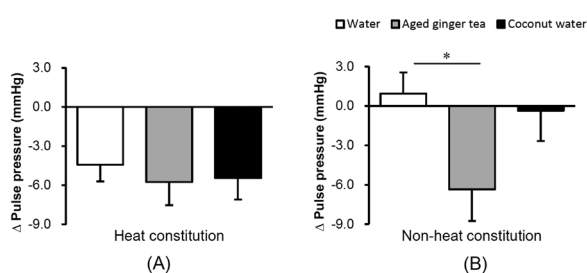 Water Aged ginger tea Coconut water
Δ Pulse pressure (mmHg)
3.0
0.0
-3.0
-6.0
-9.0
Heat constitution
(A)
Δ Pulse pressure (mmHg)
3.0
0.0
-3.0
-6.0
-9.0
*
Non-heat constitution
(B)